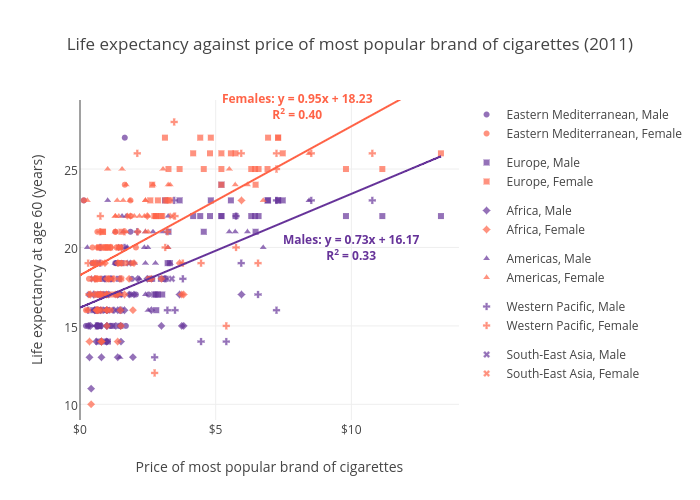 Life expectancy against price of most popular brand of cigarettes (2011)
Females: y = 0.95x + 18.23
R² = 0.40
Males: y = 0.73x + 16.17
R² = 0.33
Life expectancy at age 60 (years)
25
20
15
10
$0
$5
$10
Price of most popular brand of cigarettes
Eastern Mediterranean, Male
Eastern Mediterranean, Female
Europe, Male
Europe, Female
Africa, Male
Africa, Female
Americas, Male
Americas, Female
Western Pacific, Male
Western Pacific, Female
South-East Asia, Male
South-East Asia, Female